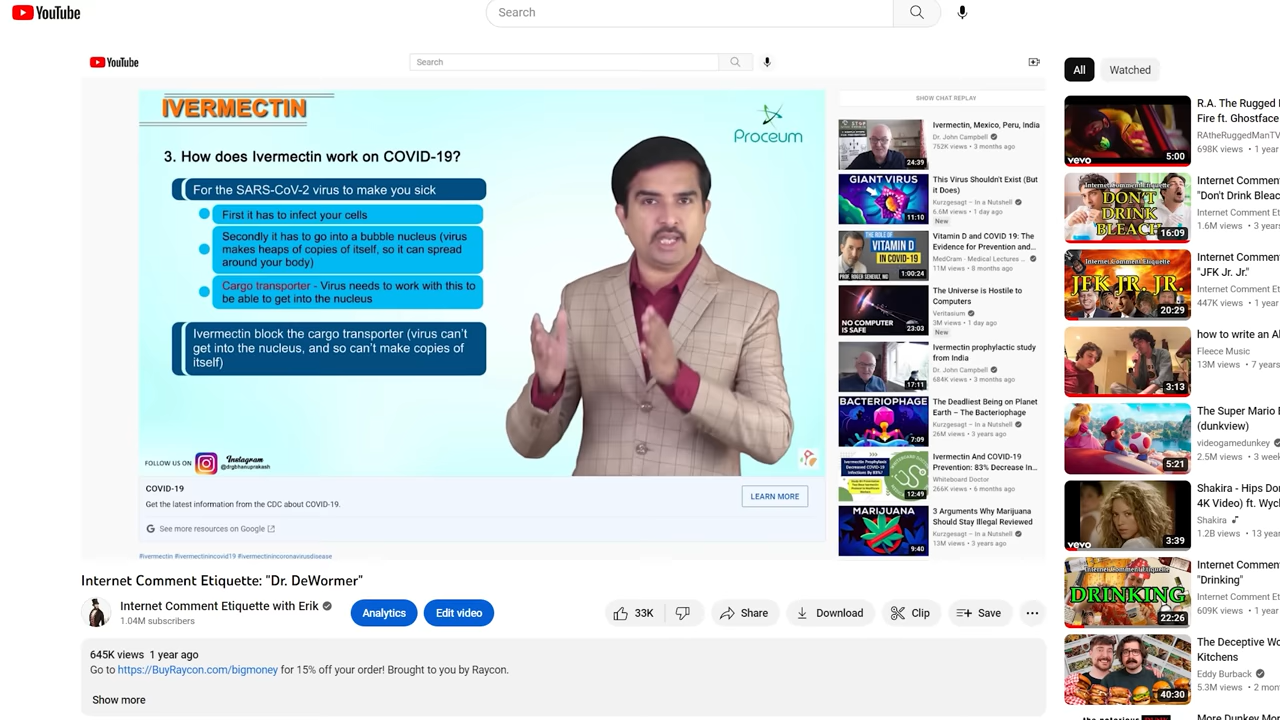 YouTube
Search
YouTube
Search
IVERMECTIN
Proceum
3. How does Ivermectin work on COVID-19?
For the SARS-CoV-2 virus to make you sick
First it has to infect your cells
Secondly it has to go into a bubble nucleus (virus
makes heaps of copies of itself, so it can spread
around your body)
Cargo transporter - Virus needs to work with this to
be able to get into the nucleus
Ivermectin block the cargo transporter (virus can't
get into the nucleus, and so can't make copies of
itself)
FOLLOW US ON
Instagram
@drgbhanuprakash
COVID-19
Get the latest information from the CDC about COVID-19.
LEARN MORE
See more resources on Google
#ivermectin #ivermectinincovid19 #ivermectinincoronavirusdisease
SHOW CHAT REPLAY
24:39
Ivermectin, Mexico, Peru, India
Dr. John Campbell
752K views • 3 months ago
GIANT VIRUS
11:10
This Virus Shouldn't Exist (But
it Does)
Kurzgesagt – In a Nutshell
6.6M views • 1 day ago
New
THE ROLE OF
VITAMIN D
IN COVID-19
1:00:24
Vitamin D and COVID 19: The
Evidence for Prevention and...
MedCram - Medical Lectures ...
11M views • 8 months ago
NO COMPUTER
IS SAFE
23:03
The Universe is Hostile to
Computers
Veritasium
3M views • 1 day ago
New
17:11
Ivermectin prophylactic study
from India
Dr. John Campbell
684K views • 3 months ago
BACTERIOPHAGE
7:09
The Deadliest Being on Planet
Earth – The Bacteriophage
Kurzgesagt – In a Nutshell
26M views • 3 years ago
12:49
Ivermectin And COVID-19
Prevention: 83% Decrease In...
Whiteboard Doctor
266K views • 6 months ago
MARIJUANA
9:40
3 Arguments Why Marijuana
Should Stay Illegal Reviewed
Kurzgesagt – In a Nutshell
13M views • 3 years ago
Internet Comment Etiquette: "Dr. DeWormer"
Internet Comment Etiquette with Erik
1.04M subscribers
Analytics
Edit video
33K
Share
Download
Clip
Save
645K views 1 year ago
Go to https://BuyRaycon.com/bigmoney for 15% off your order! Brought to you by Raycon.
Show more
All
Watched
vevo
5:00
R.A. The Rugged
Fire ft. Ghostface
RATheRuggedManTV
698K views • 1 year
Internet Comment Etiquette
DON'T
DRINK
BLEACH
16:09
Internet Comment
"Don't Drink Bleac
Internet Comment Et
1.6M views • 3 years
Internet Comment Etiquette
JFK JR. JR.
20:29
Internet Comment
"JFK Jr. Jr."
Internet Comment Et
447K views • 1 year
3:13
how to write an Al
Fleece Music
13M views • 7 years
5:21
The Super Mario
(dunkview)
videogamedunkey
2.5M views • 3 week
vevo
3:39
Shakira - Hips Do
4K Video) ft. Wycl
Shakira
1.2B views • 13 year
Internet Comment Etiquette
DRINKING
22:26
Internet Comment
"Drinking"
Internet Comment Et
609K views • 1 year
40:30
The Deceptive Wo
Kitchens
Eddy Burback
5.3M views • 2 mon